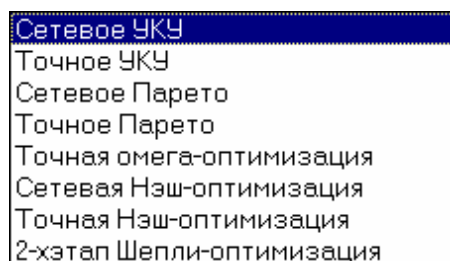 Сетевое УКУ
Точное УКУ
Сетевое Парето
Точное Парето
Точная омега-оптимизация
Сетевая Нэш-оптимизация
Точная Нэш-оптимизация
2-хэтап Шепли-оптимизация